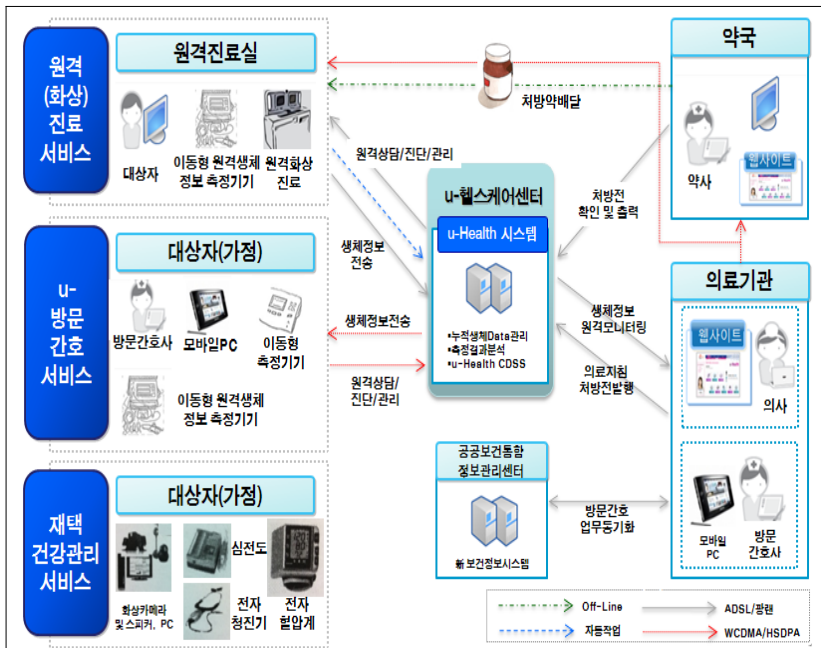 원격
(화상)
진료
서비스
원격진료실
대상자
이동형 원격생체
정보 측정기기
원격화상
진료
처방약배달
약국
약사
웹사이트
원격상담/진단/관리
처방전
확인 및 출력
u-헬스케어센터
u-Health 시스템
▪누적생체Data관리
▪측정결과분석
▪u-Health CDSS
생체정보
전송
u-
방문
간호
서비스
대상자(가정)
방문간호사
모바일PC
이동형
측정기기
이동형 원격생체
정보 측정기기
생체정보전송
원격상담/
진단/관리
생체정보
원격모니터링
의료지침
처방전발행
의료기관
웹사이트
의사
모바일
PC
방문
간호사
공공보건통합
정보관리센터
新 보건정보시스템
방문간호
업무동기화
재택
건강관리
서비스
대상자(가정)
심전도
화상카메라
및 스피커, PC
전자
청진기
전자
혈압계
Off-Line
ADSL/광랜
자동작업
WCDMA/HSDPA